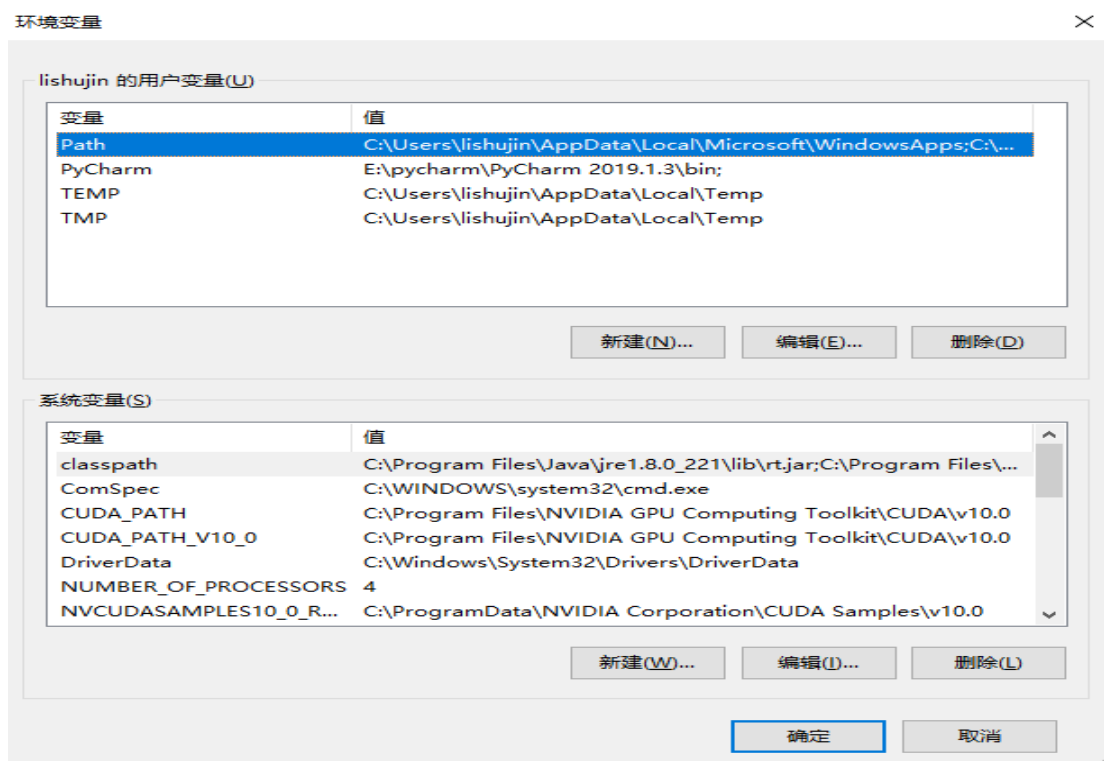 环境变量
lishujin 的用户变量(U)
变量 值
Path C:\Users\lishujin\AppData\Local\Microsoft\WindowsApps;C:\...
PyCharm E:\pycharm\PyCharm 2019.1.3\bin;
TEMP C:\Users\lishujin\AppData\Local\Temp
TMP C:\Users\lishujin\AppData\Local\Temp
新建(N)... 编辑(E)... 删除(D)
系统变量(S)
变量 值
classpath C:\Program Files\Java\jre1.8.0_221\lib\rt.jar;C:\Program Files\...
ComSpec C:\WINDOWS\system32\cmd.exe
CUDA_PATH C:\Program Files\NVIDIA GPU Computing Toolkit\CUDA\v10.0
CUDA_PATH_V10_0 C:\Program Files\NVIDIA GPU Computing Toolkit\CUDA\v10.0
DriverData C:\Windows\System32\Drivers\DriverData
NUMBER_OF_PROCESSORS 4
NVCUDASAMPLES10_0_R... C:\ProgramData\NVIDIA Corporation\CUDA Samples\v10.0
新建(W)... 编辑(I)... 删除(L)
确定 取消